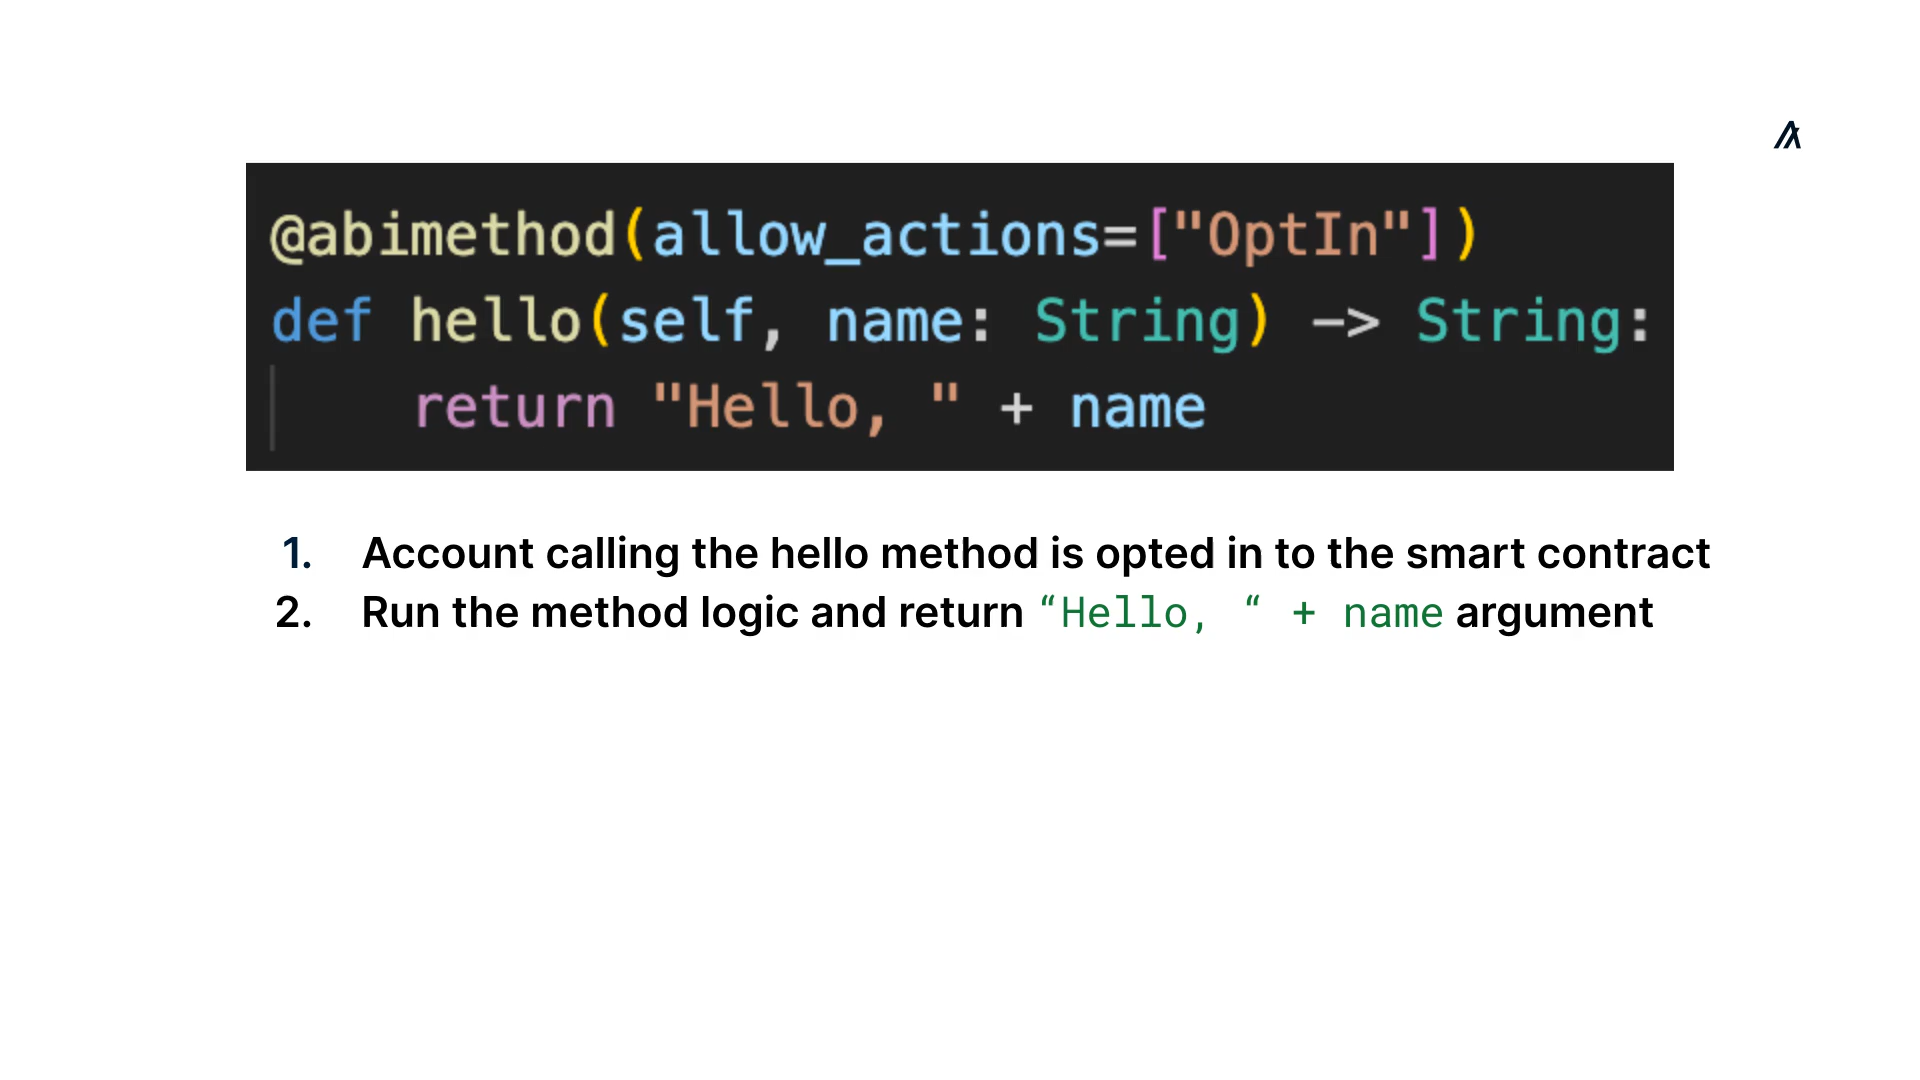 @abimethod(allow_actions=["OptIn"])
def hello(self, name: String) -> String:
    return "Hello, " + name
1. Account calling the hello method is opted in to the smart contract
2. Run the method logic and return “Hello, “ + name argument